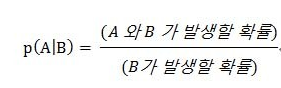 p(A|B) = (A 와 B 가 발생할 확률) / (B가 발생할 확률)